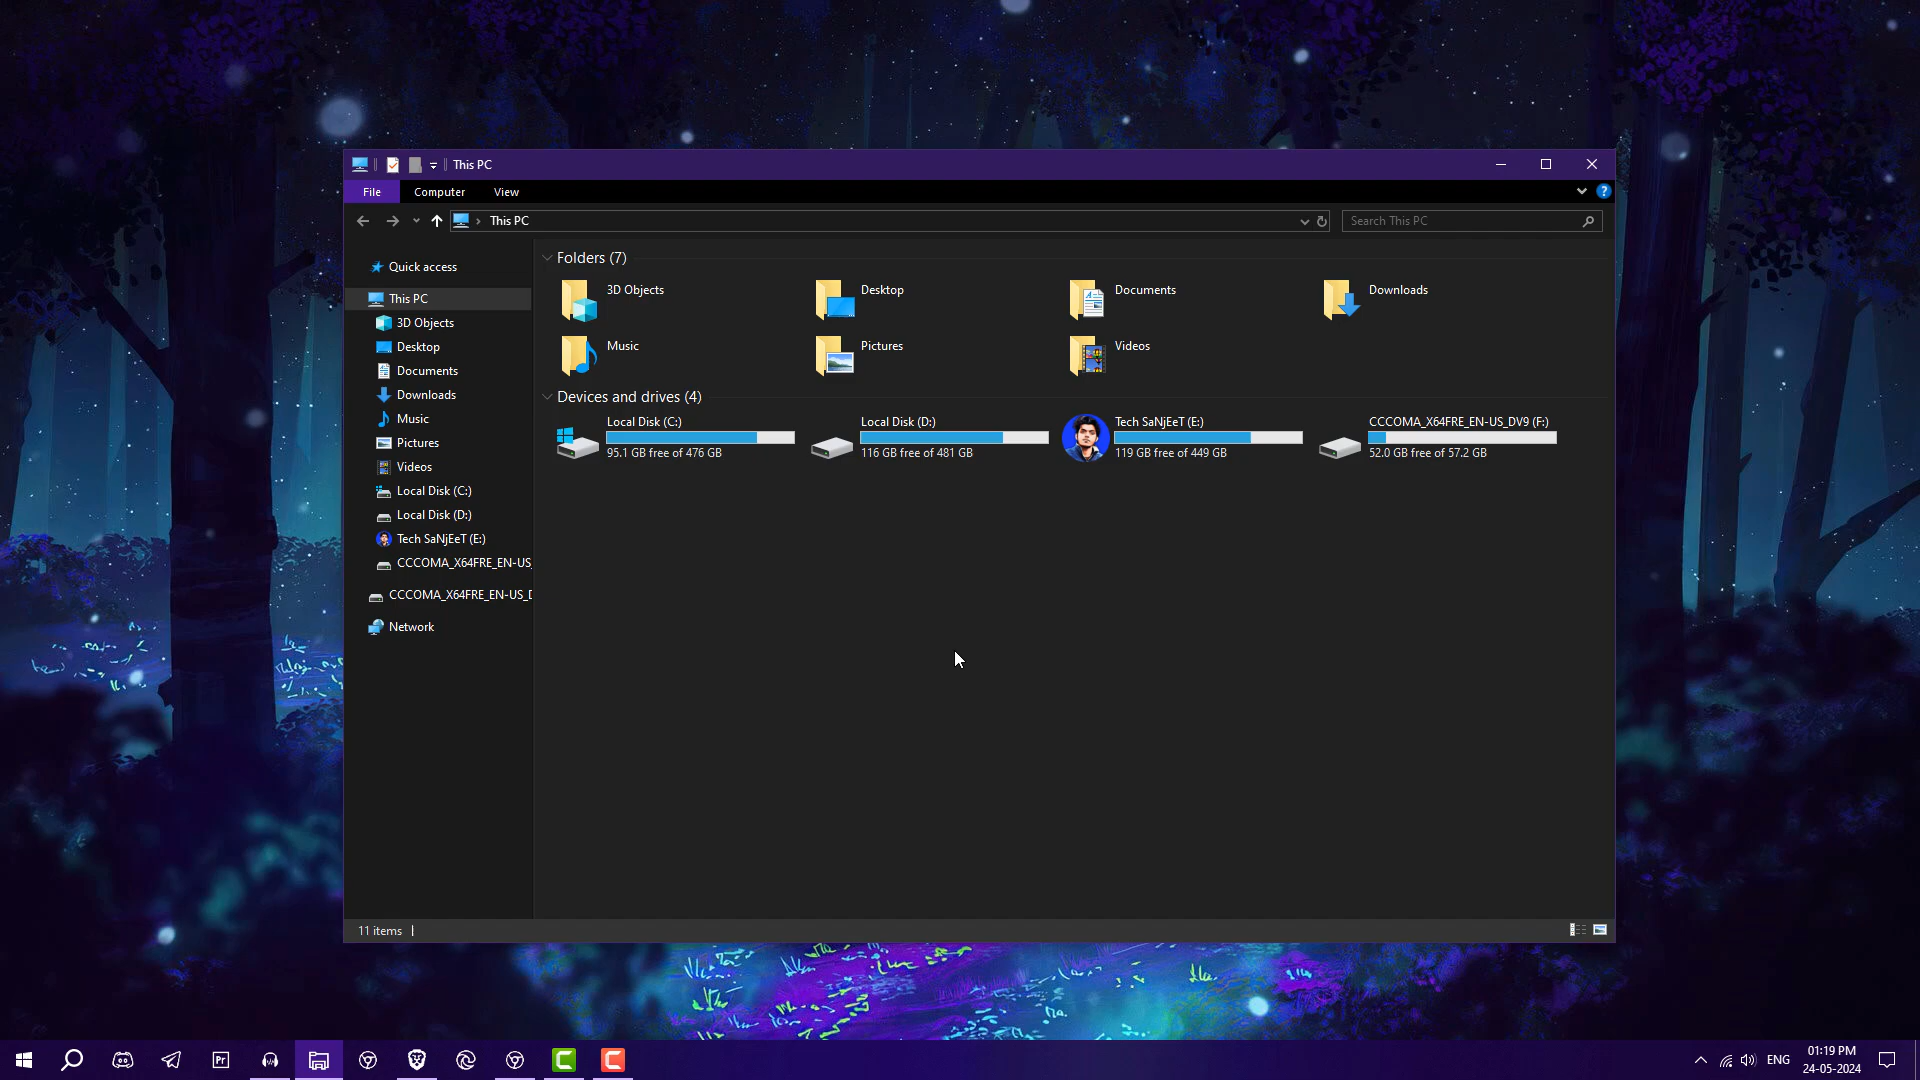 This PC
File Computer View
This PC
Search This PC
Quick access
This PC
3D Objects
Desktop
Documents
Downloads
Music
Pictures
Videos
Local Disk (C:)
Local Disk (D:)
Tech SaNjEeT (E:)
CCCOMA_X64FRE_EN-US_
CCCOMA_X64FRE_EN-US_D
Network
Folders (7)
3D Objects Desktop Documents Downloads
Music Pictures Videos
Devices and drives (4)
Local Disk (C:) Local Disk (D:) Tech SaNjEeT (E:) CCCOMA_X64FRE_EN-US_DV9 (F:)
95.1 GB free of 476 GB 116 GB free of 481 GB 119 GB free of 449 GB 52.0 GB free of 57.2 GB
11 items
Pr
ENG
01:19 PM
24-05-2024